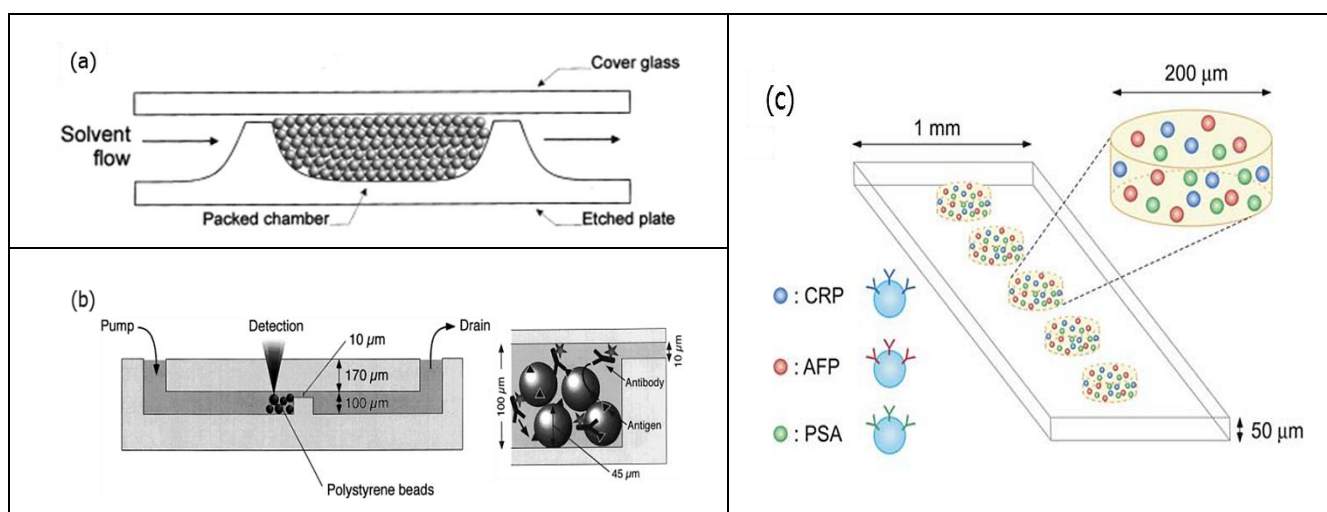 (a)
Cover glass
Solvent
flow
Packed chamber
Etched plate
(b)
Pump
Detection
Drain
10 µm
170 µm
100 µm
Polystyrene beads
100 µm
10 µm
Antibody
Antigen
45 µm
(c)
200 µm
1 mm
: CRP
: AFP
: PSA
50 µm